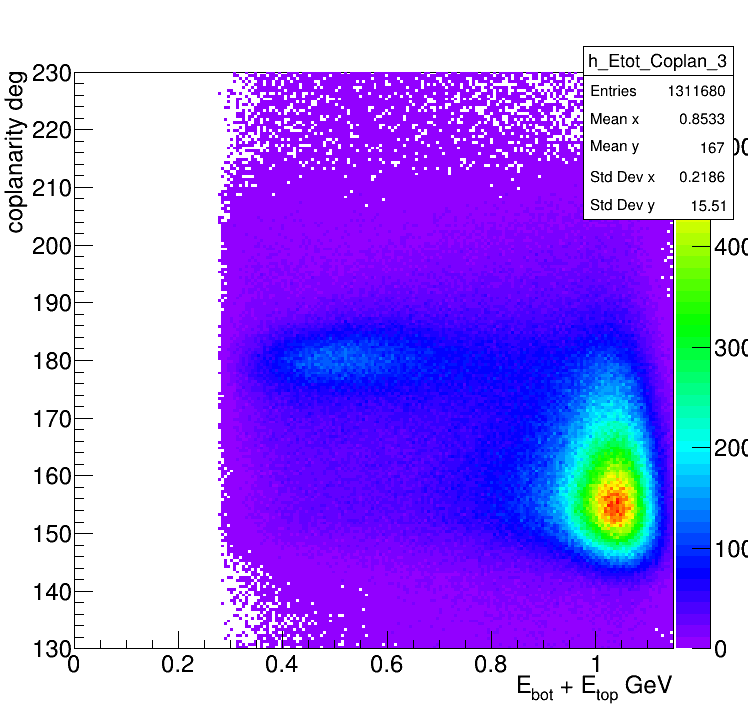 coplanarity deg
230
220
210
200
190
180
170
160
150
140
130
0
0.2
0.4
0.6
0.8
1
E_bot + E_top GeV
h_Etot_Coplan_3
Entries 1311680
Mean x 0.8533
Mean y 167
Std Dev x 0.2186
Std Dev y 15.51
400
300
200
100
0